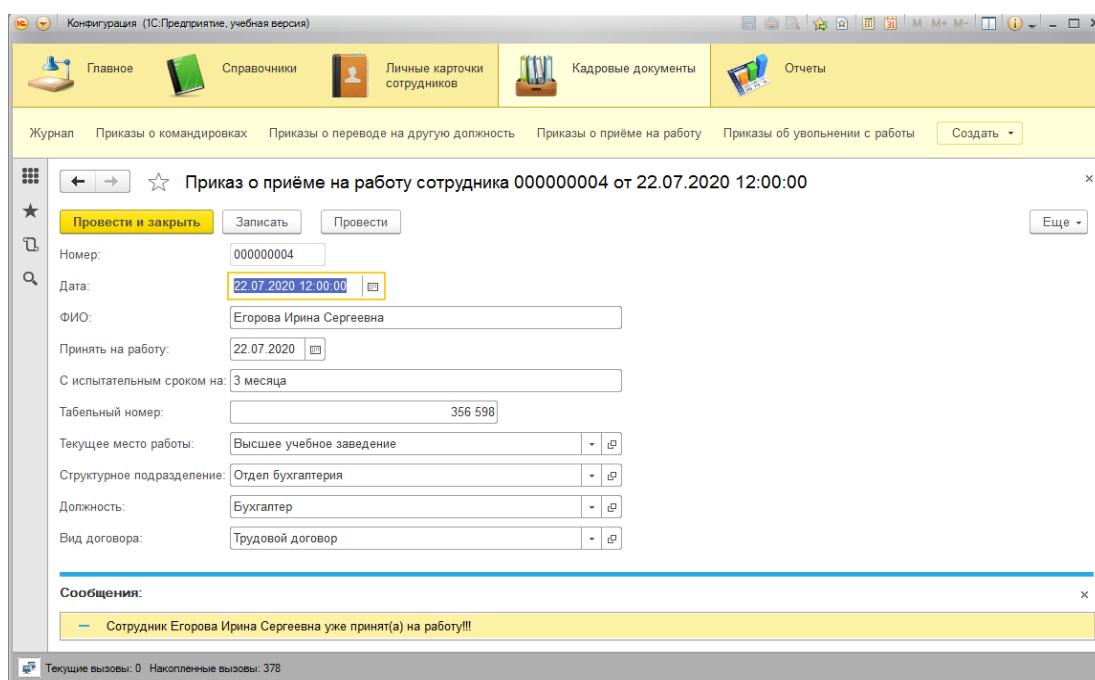 Конфигурация (1С:Предприятие, учебная версия) M M+ M-
Главное Справочники Личные карточки сотрудников Кадровые документы Отчеты
Журнал Приказы о командировках Приказы о переводе на другую должность Приказы о приёме на работу Приказы об увольнении с работы Создать
Приказ о приёме на работу сотрудника 000000004 от 22.07.2020 12:00:00
Провести и закрыть Записать Провести Еще
Номер: 000000004
Дата: 22.07.2020 12:00:00
ФИО: Егорова Ирина Сергеевна
Принять на работу: 22.07.2020
С испытательным сроком на: 3 месяца
Табельный номер: 356 598
Текущее место работы: Высшее учебное заведение
Структурное подразделение: Отдел бухгалтерия
Должность: Бухгалтер
Вид договора: Трудовой договор
Сообщения:
Сотрудник Егорова Ирина Сергеевна уже принят(а) на работу!!!
Текущие вызовы: 0 Накопленные вызовы: 378